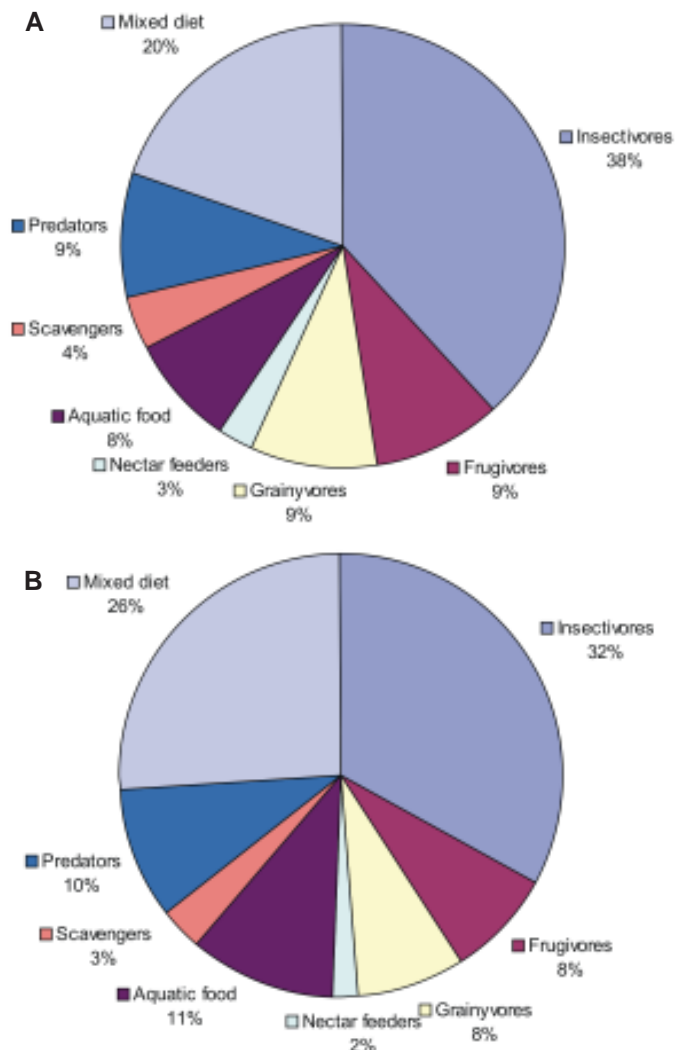 A
Mixed diet
20%
Insectivores
38%
Predators
9%
Scavengers
4%
Aquatic food
8%
Nectar feeders
3%
Grainyvores
9%
Frugivores
9%
B
Mixed diet
26%
Insectivores
32%
Predators
10%
Scavengers
3%
Aquatic food
11%
Nectar feeders
2%
Grainyvores
8%
Frugivores
8%